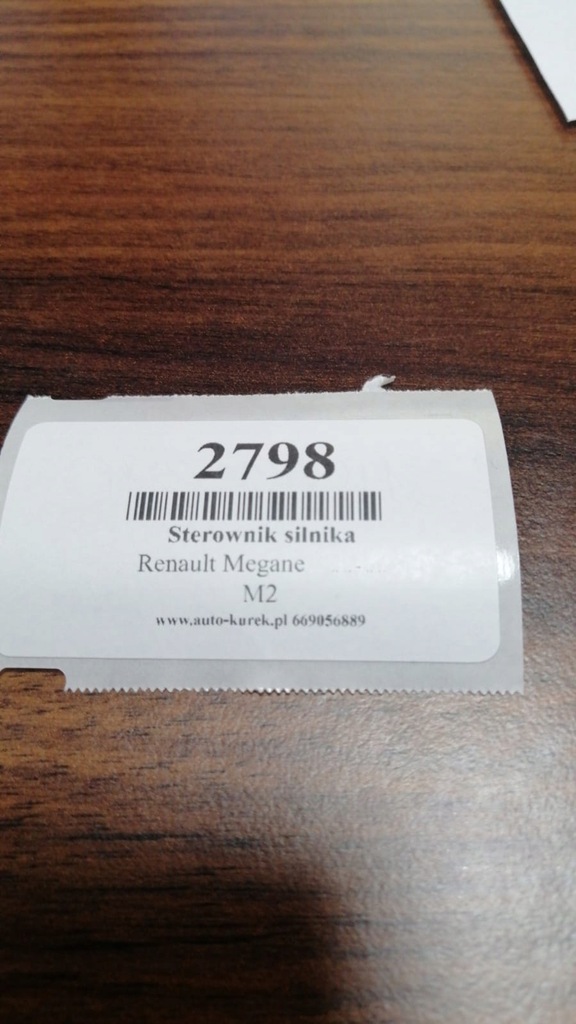 2798
Sterownik silnika
Renault Megane
M2
www.auto-kurek.pl 669056889